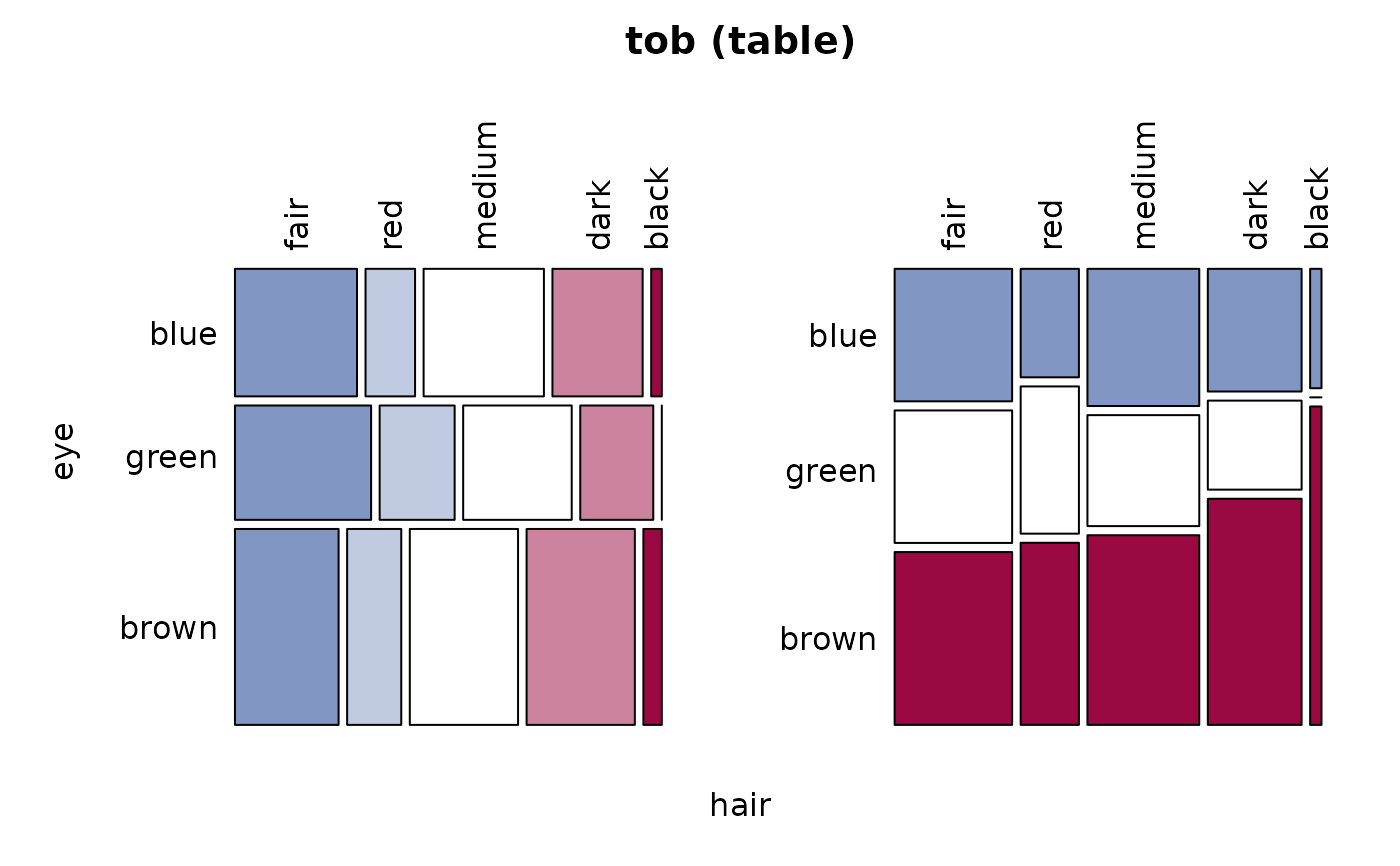 tob (table)
fair
red
medium
dark
black
fair
red
medium
dark
black
eye
blue
green
brown
blue
green
brown
hair